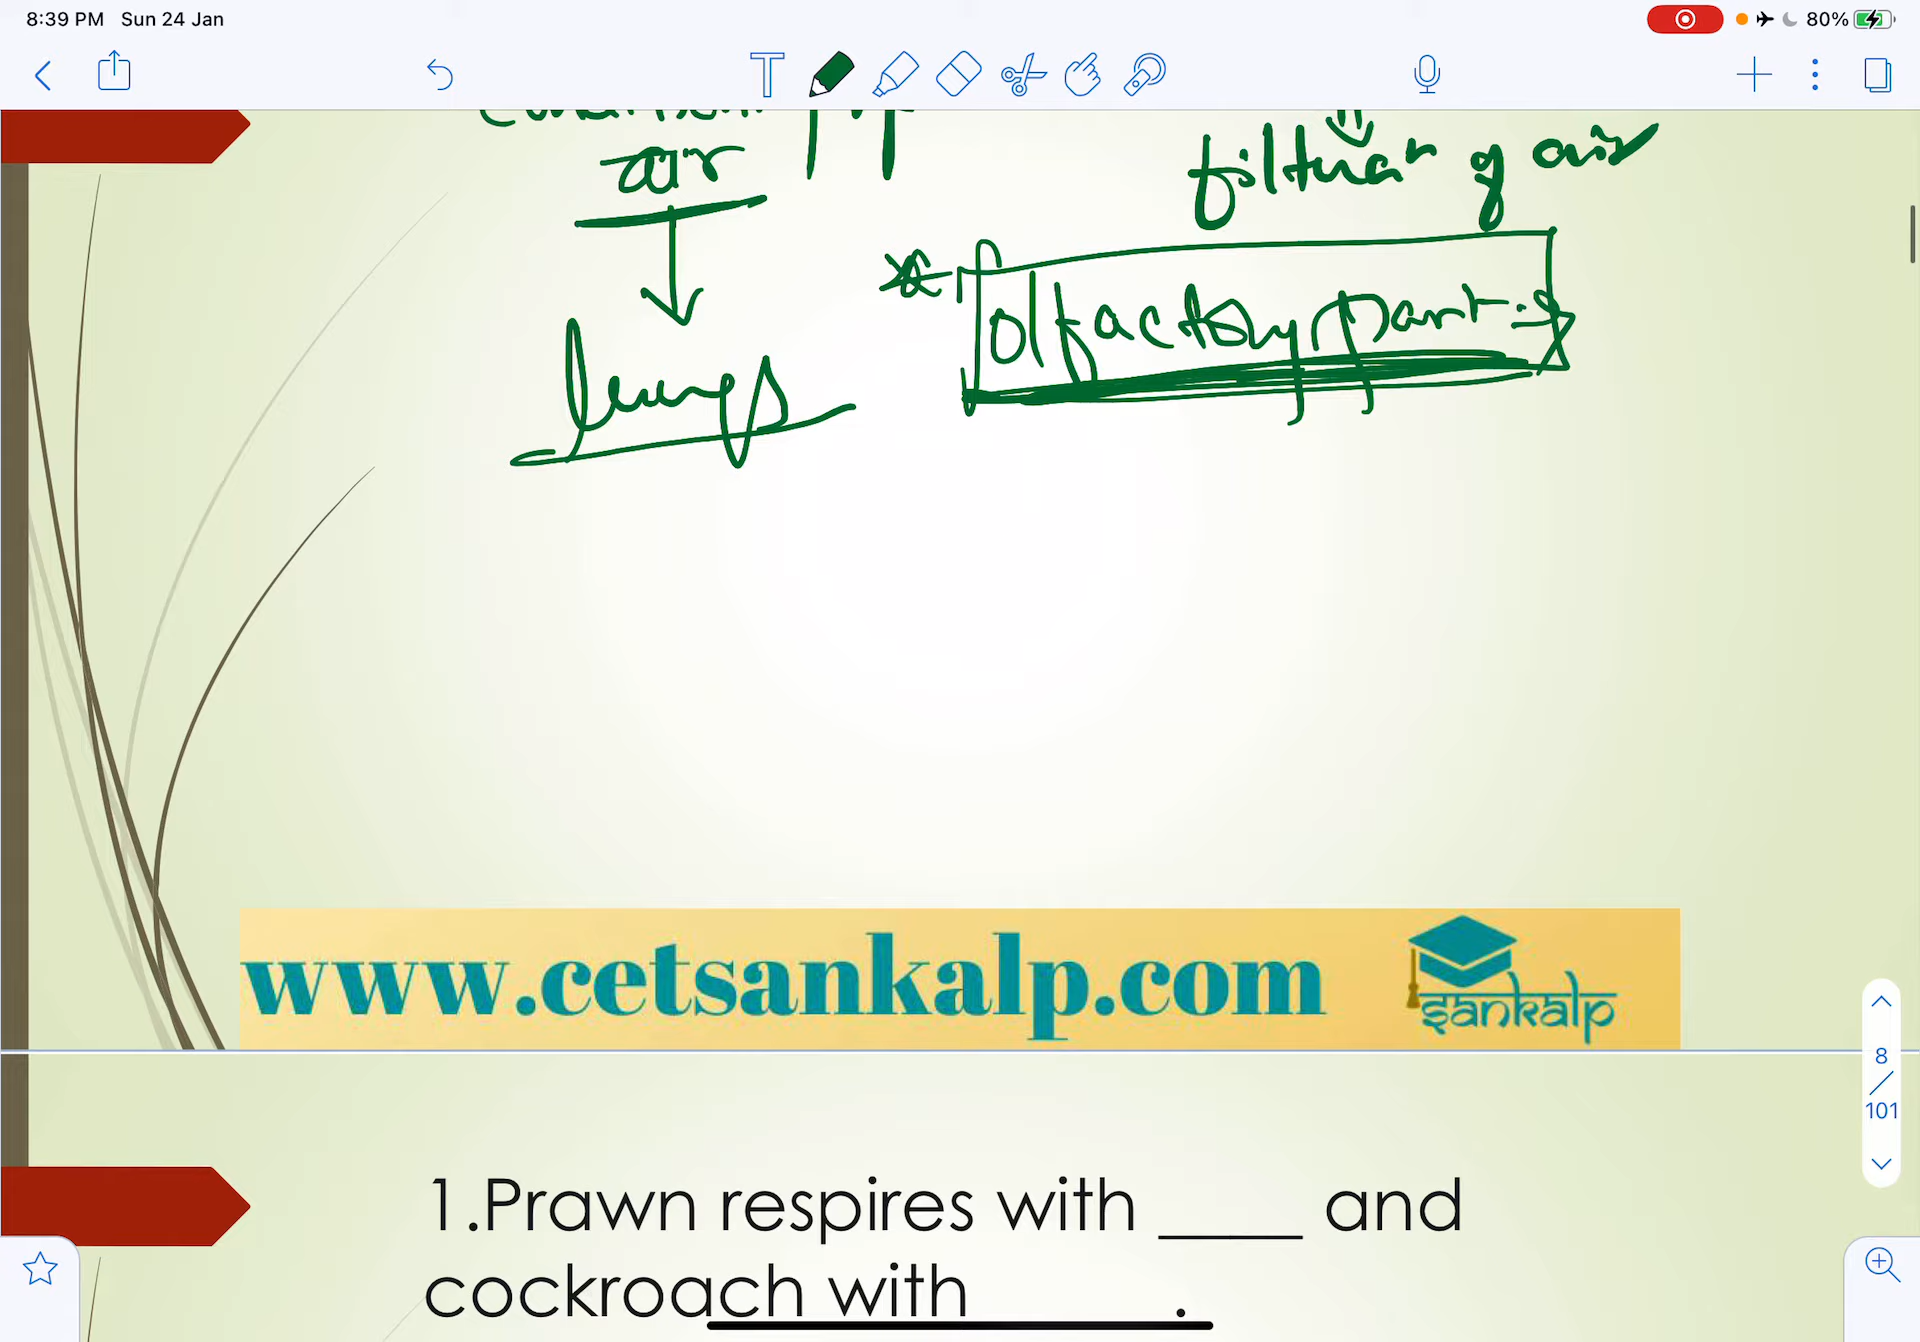 8:39 PM Sun 24 Jan
80%
air
filtra^n of air
lungs
* olfactory part :→
www.cetsankalp.com
sankalp
8
/
101
1.Prawn respires with ____ and
cockroach with ______.